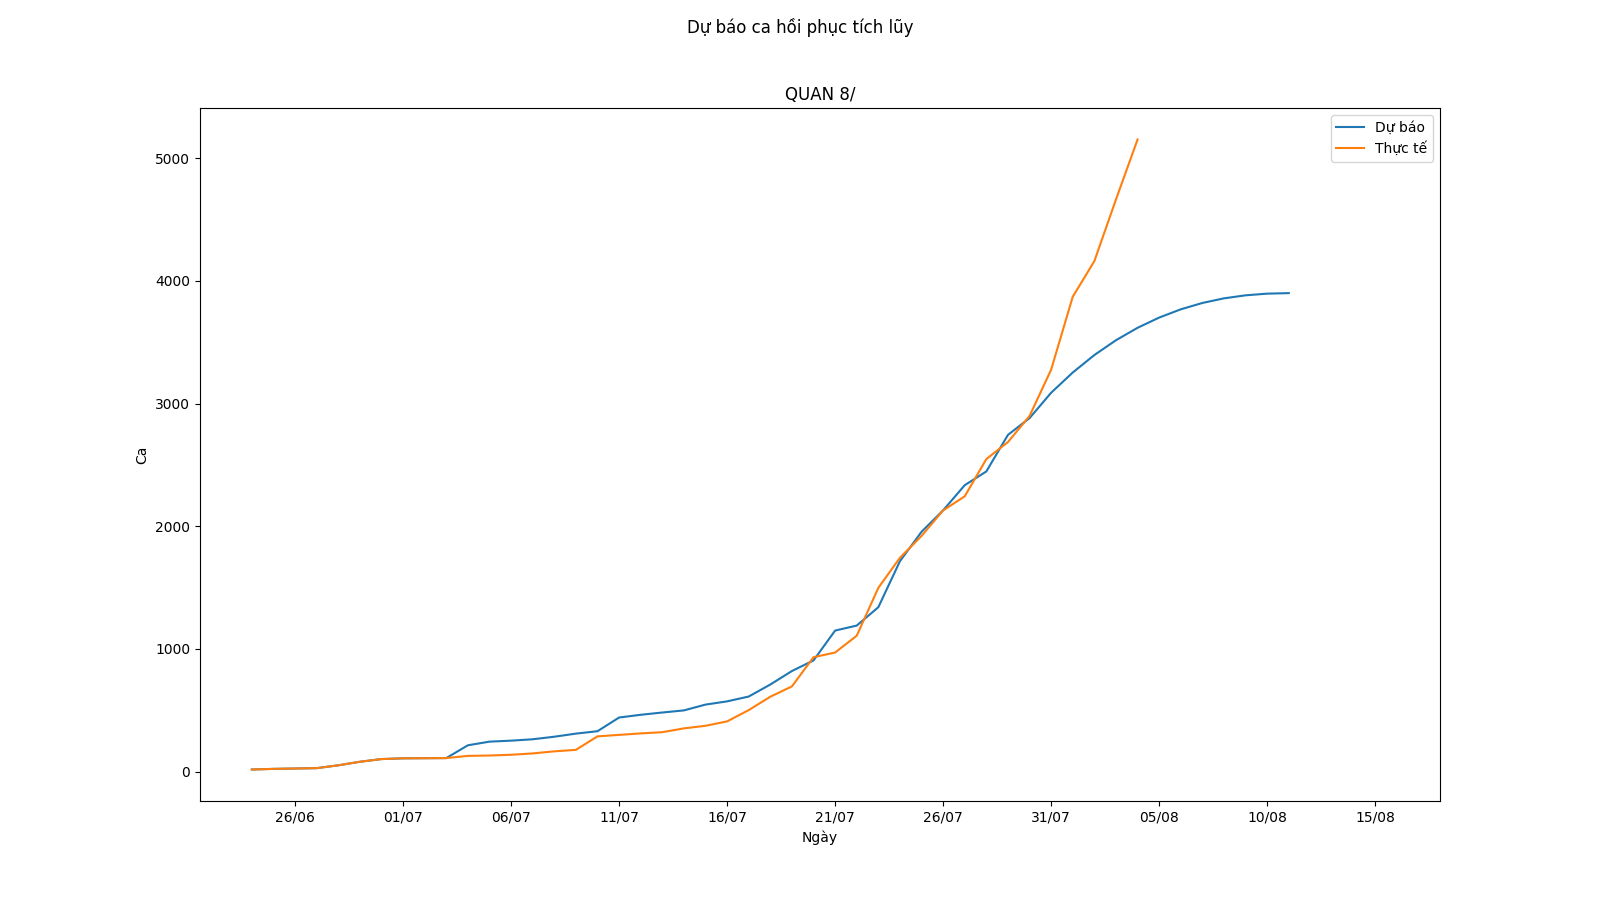 Dự báo ca hồi phục tích lũy
QUAN 8/
Dự báo
Thực tế
5000
4000
3000
2000
1000
0
Ca
26/06
01/07
06/07
11/07
16/07
21/07
26/07
31/07
05/08
10/08
15/08
Ngày